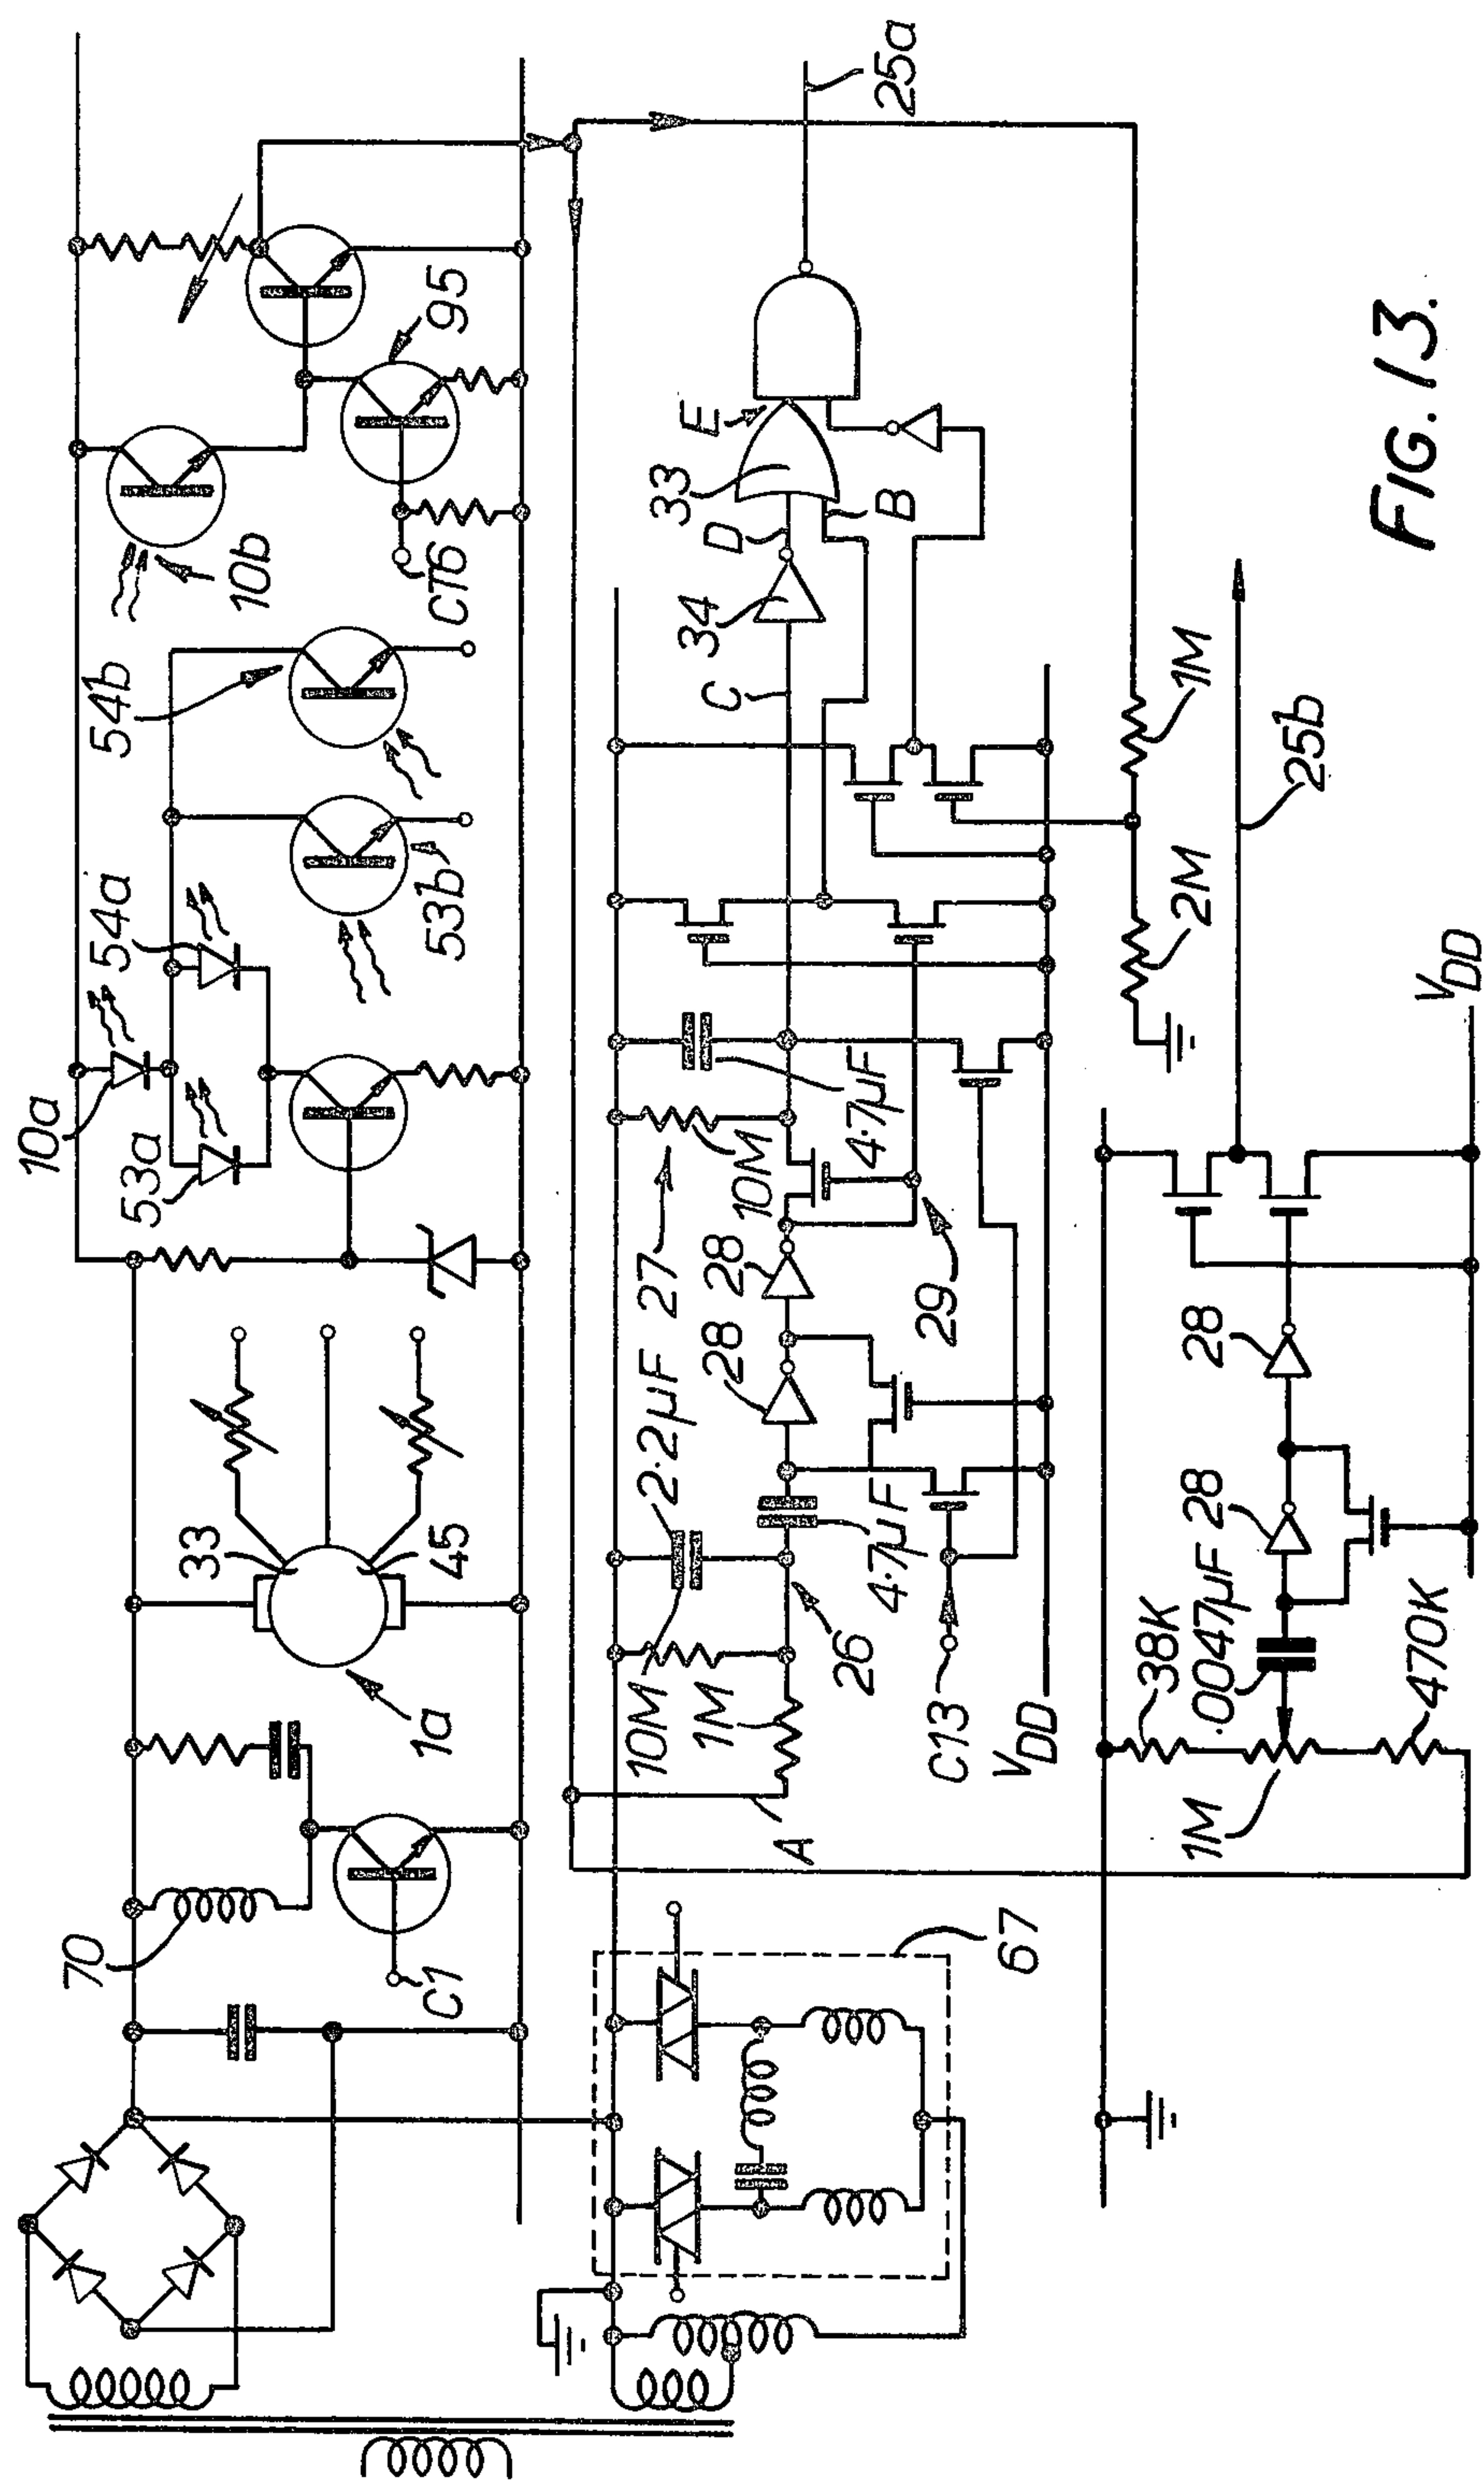 10a
53a
54a
54b
53b
10b
CT6
95
70
C1
1a
33
45
67
A
10M
1M
2·2µF
26
4·7µF
C13
VDD
27
28
28
10M
4·7µF
29
C
34
D
33
E
B
25a
2M
1M
1M
38K
.0047µF
470K
28
28
25b
VDD
FIG. 13.